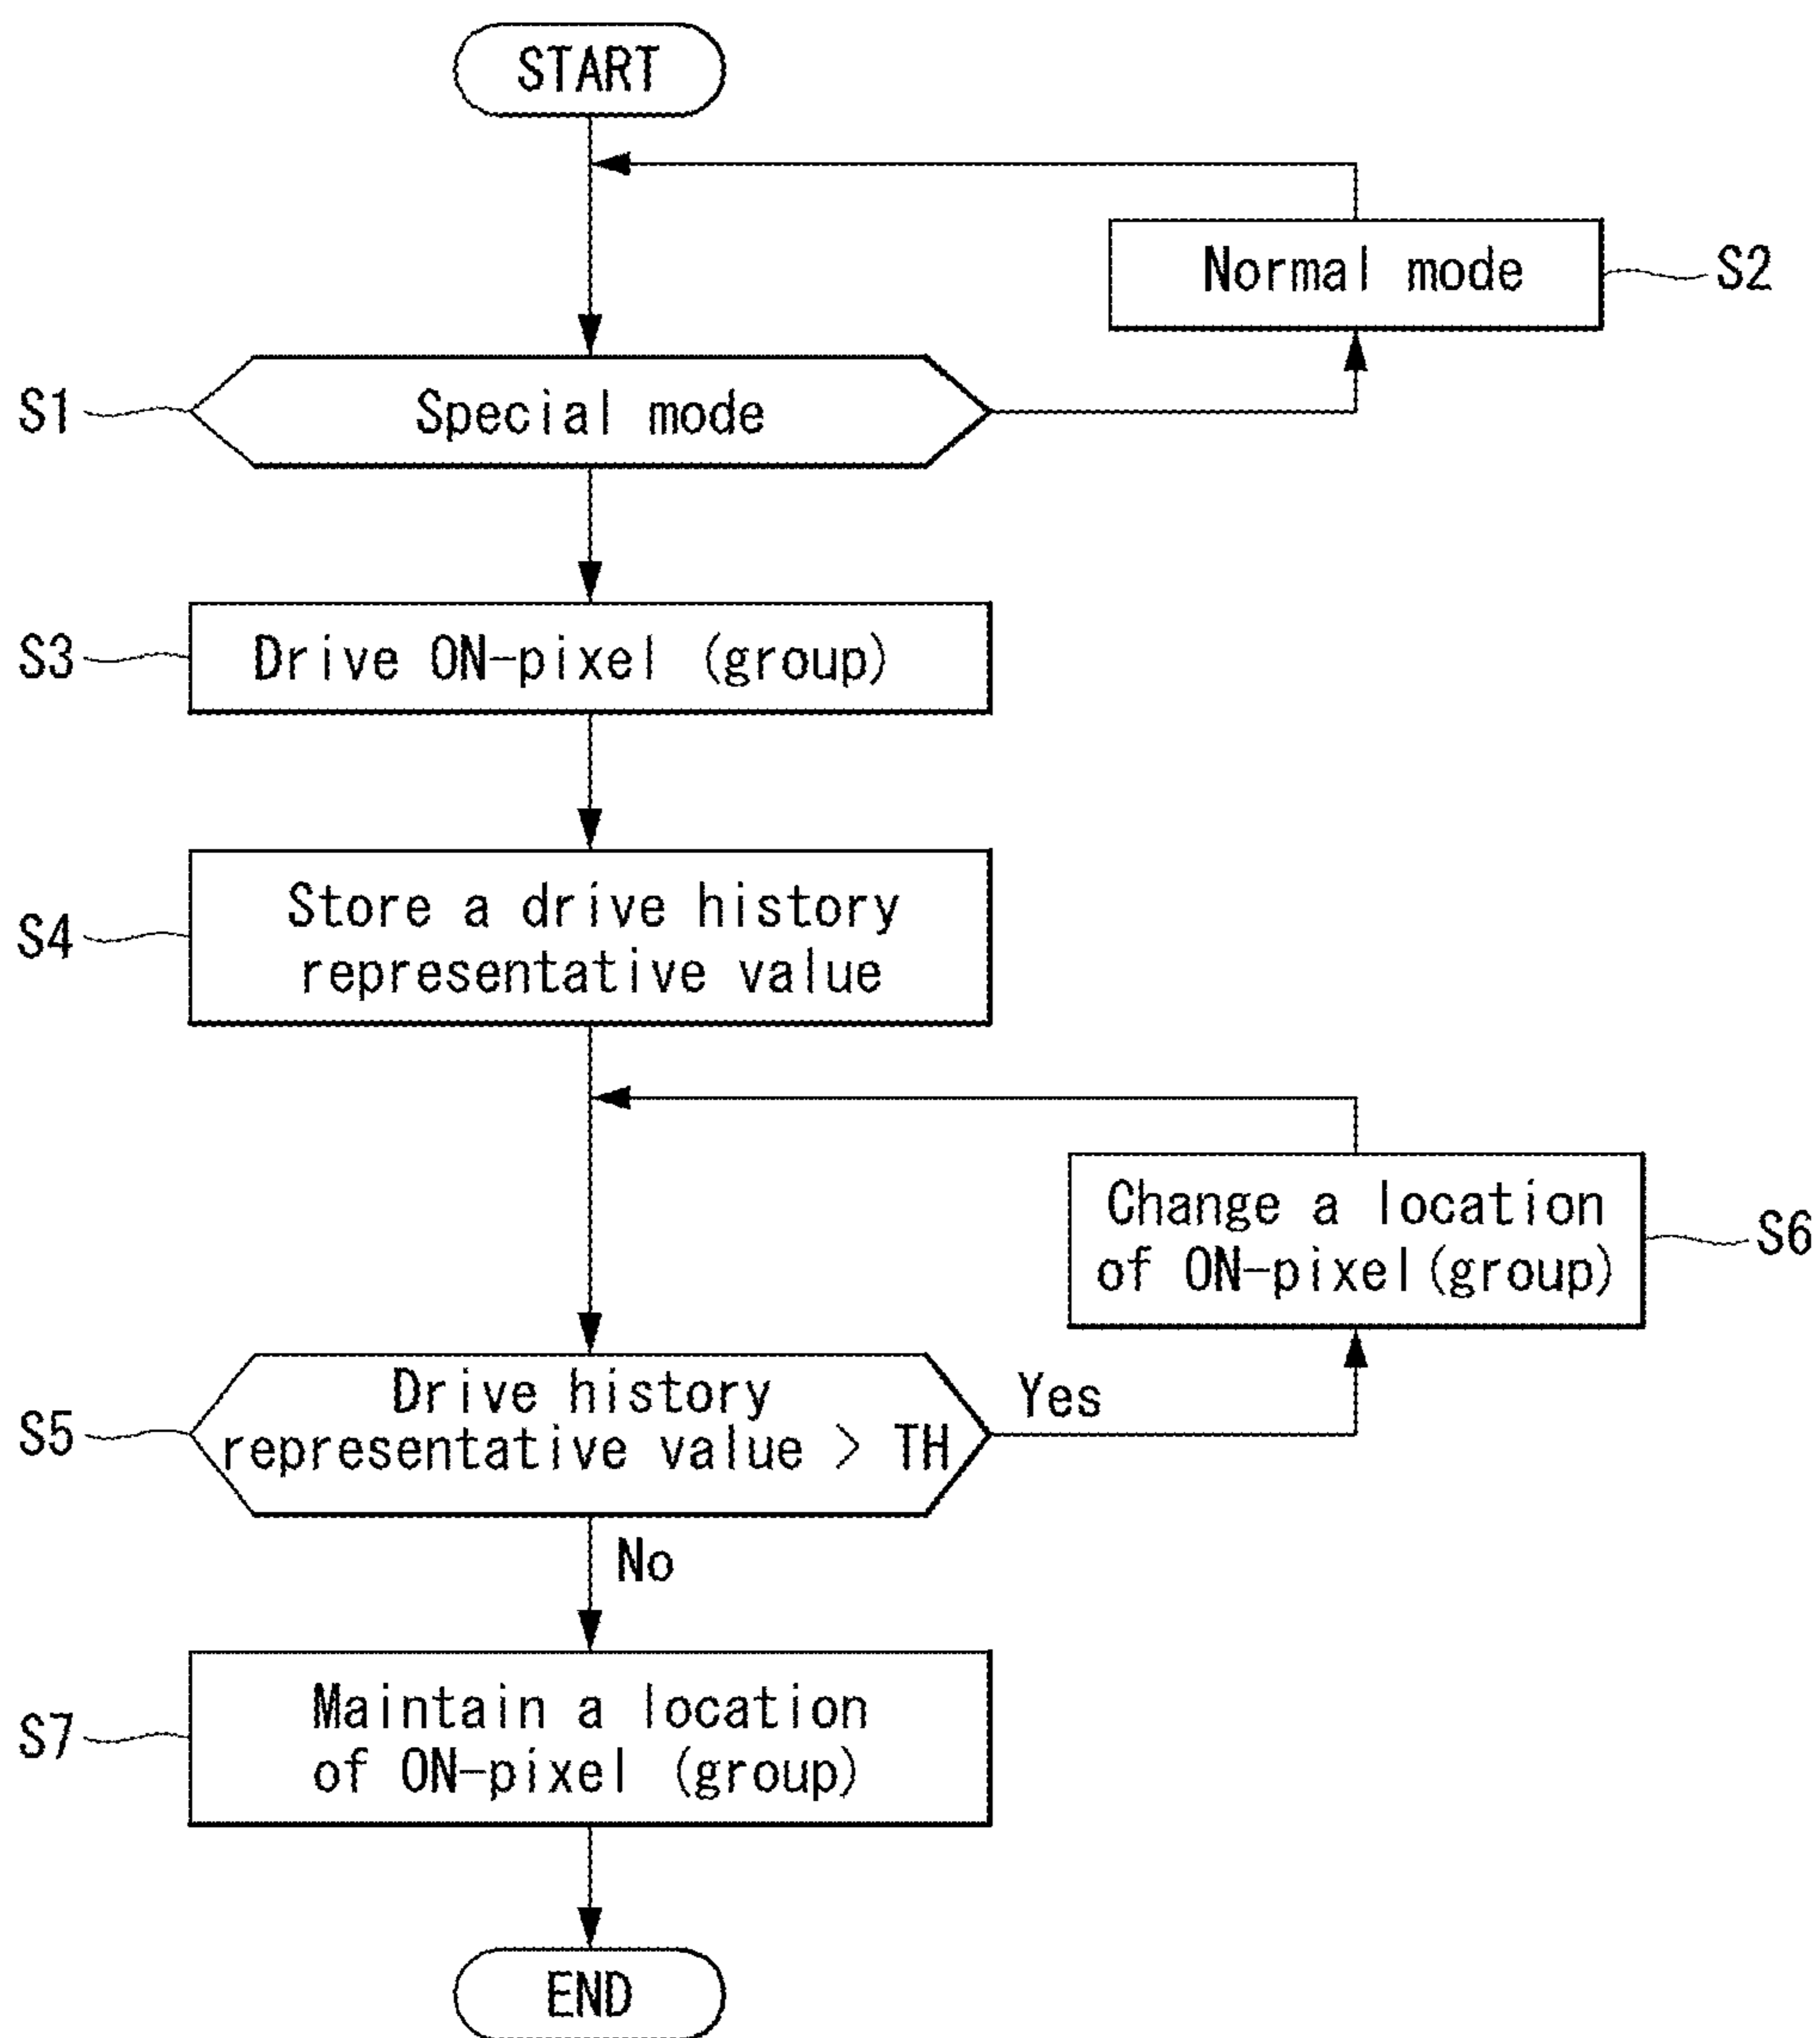 START
Normal mode
S2
S1
Special mode
S3
Drive ON-pixel (group)
S4
Store a drive history
representative value
Change a location
of ON-pixel(group)
S6
S5
Drive history
representative value > TH
Yes
No
S7
Maintain a location
of ON-pixel (group)
END